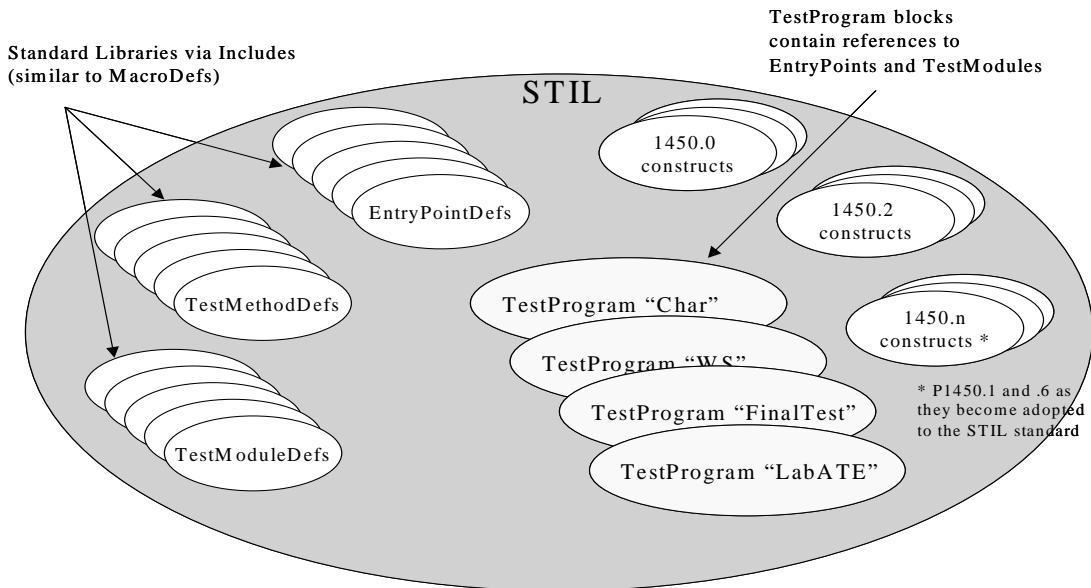 TestProgram blocks
contain references to
EntryPoints and TestModules
Standard Libraries via Includes
(similar to MacroDefs)
STIL
1450.0
constructs
EntryPointDefs
1450.2
constructs
TestMethodDefs
TestProgram “Char”
1450.n
constructs *
TestProgram “WS”
* P1450.1 and .6 as
they become adopted
to the STIL standard
TestProgram “FinalTest”
TestModuleDefs
TestProgram “LabATE”